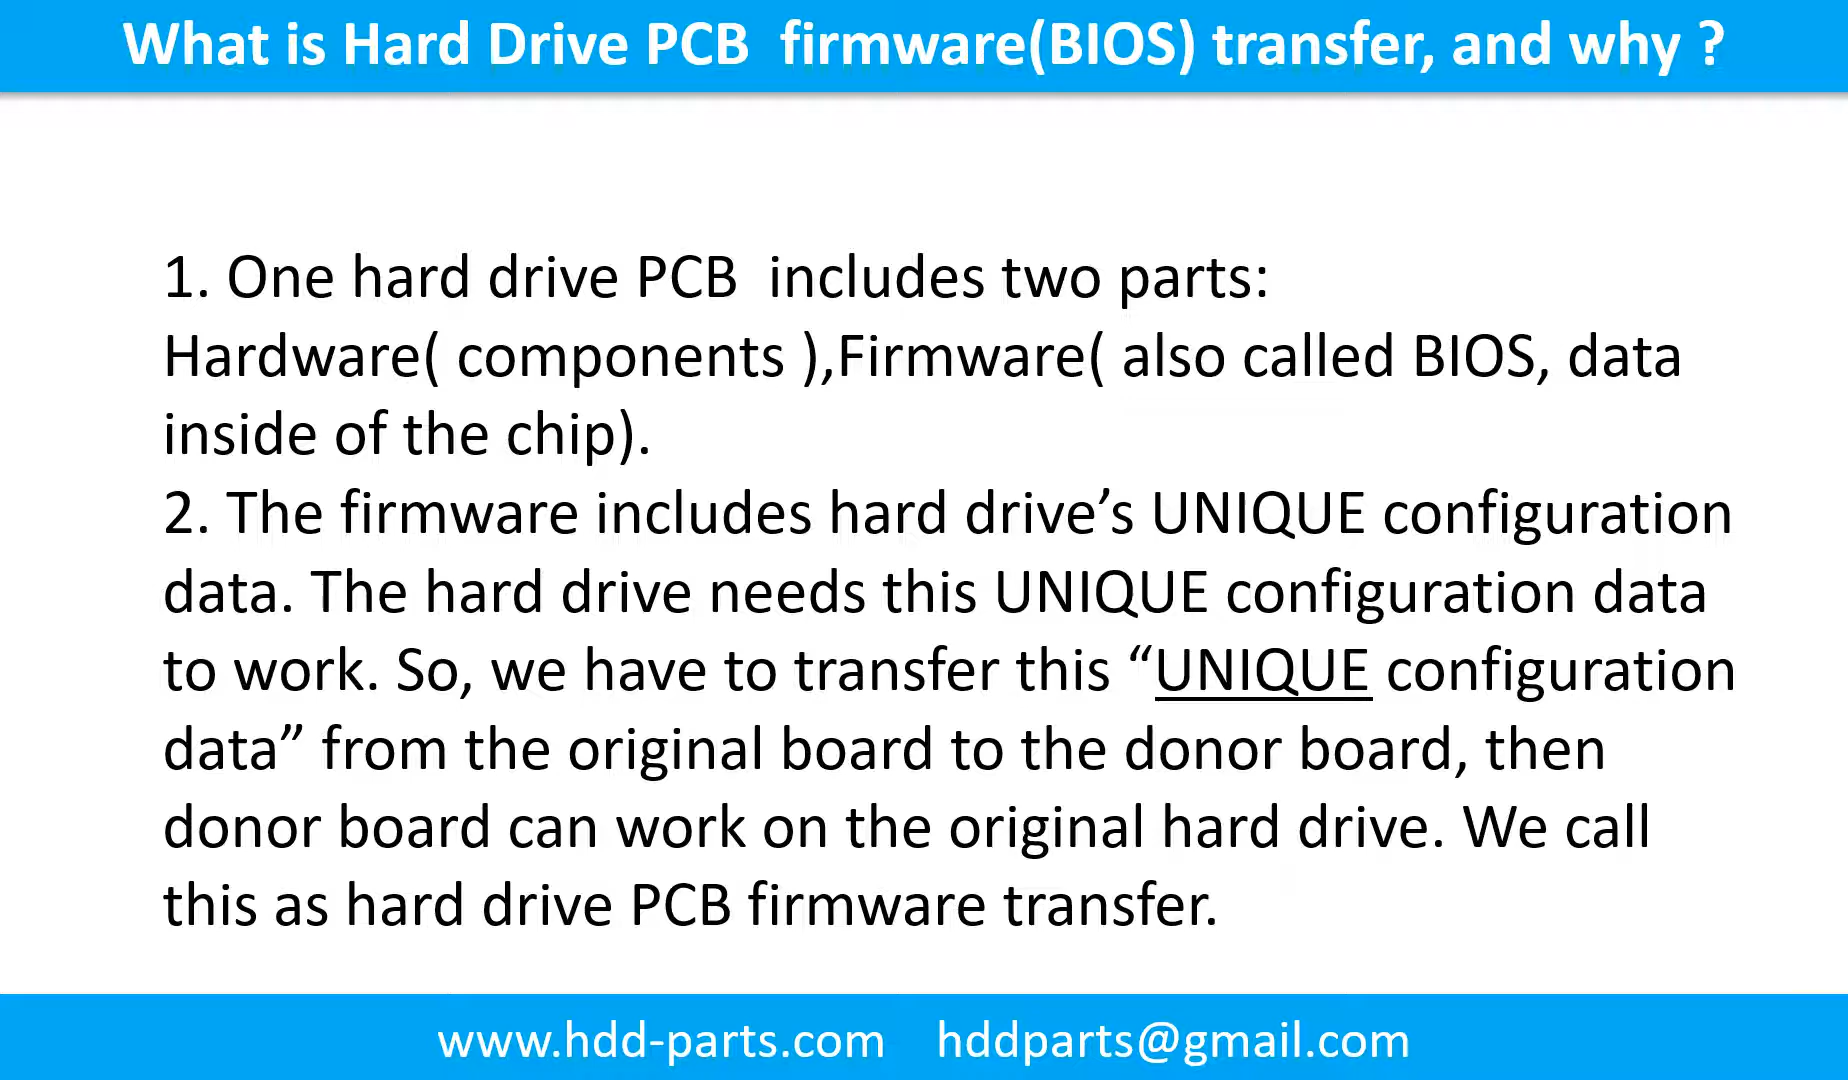 What is Hard Drive PCB  firmware(BIOS) transfer, and why ?
1. One hard drive PCB  includes two parts:
Hardware( components ),Firmware( also called BIOS, data
inside of the chip).
2. The firmware includes hard drive’s UNIQUE configuration
data. The hard drive needs this UNIQUE configuration data
to work. So, we have to transfer this “UNIQUE configuration
data” from the original board to the donor board, then
donor board can work on the original hard drive. We call
this as hard drive PCB firmware transfer.
www.hdd-parts.com    hddparts@gmail.com